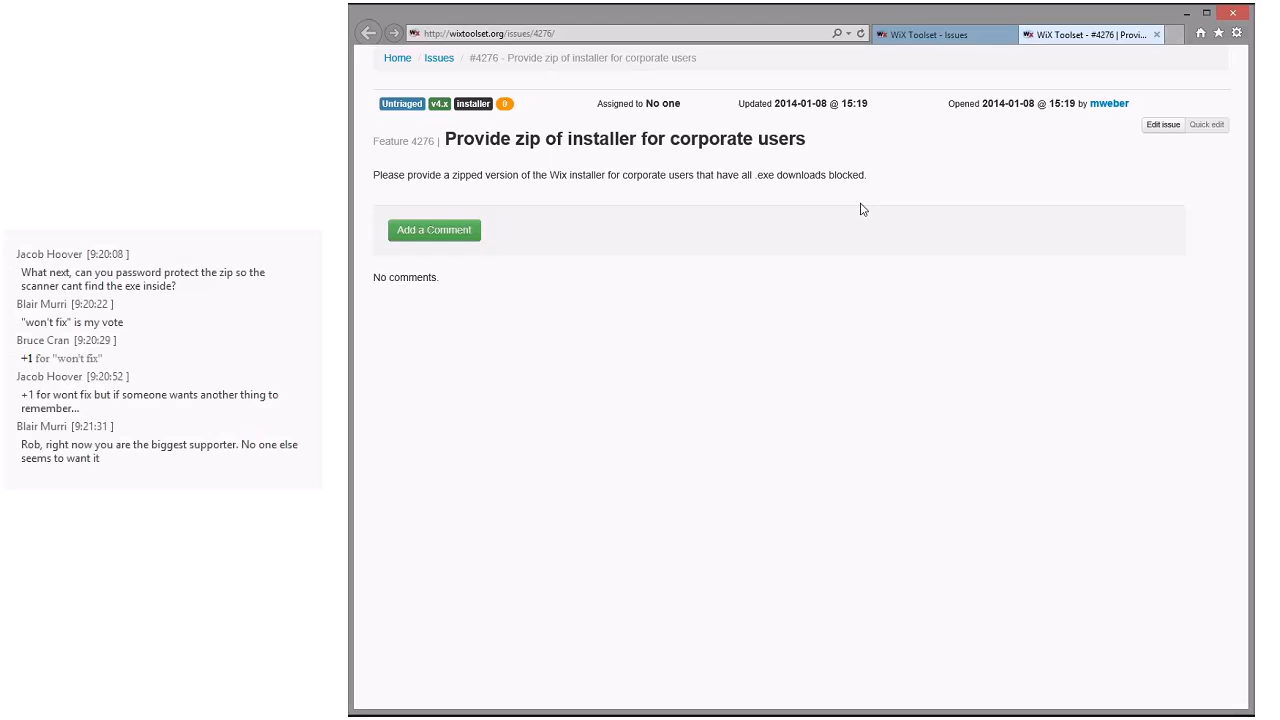 Jacob Hoover [9:20:08 ]
What next, can you password protect the zip so the
scanner cant find the exe inside?
Blair Murri [9:20:22 ]
"won't fix" is my vote
Bruce Cran [9:20:29 ]
+1 for "won't fix"
Jacob Hoover [9:20:52 ]
+1 for wont fix but if someone wants another thing to
remember...
Blair Murri [9:21:31 ]
Rob, right now you are the biggest supporter. No one else
seems to want it
http://wixtoolset.org/issues/4276/
WiX Toolset - Issues
WiX Toolset - #4276 | Provi...
Home / Issues / #4276 - Provide zip of installer for corporate users
Untriaged v4.x installer 0 Assigned to No one Updated 2014-01-08 @ 15:19 Opened 2014-01-08 @ 15:19 by mweber
Edit issue Quick edit
Feature 4276 | Provide zip of installer for corporate users
Please provide a zipped version of the Wix installer for corporate users that have all .exe downloads blocked.
Add a Comment
No comments.